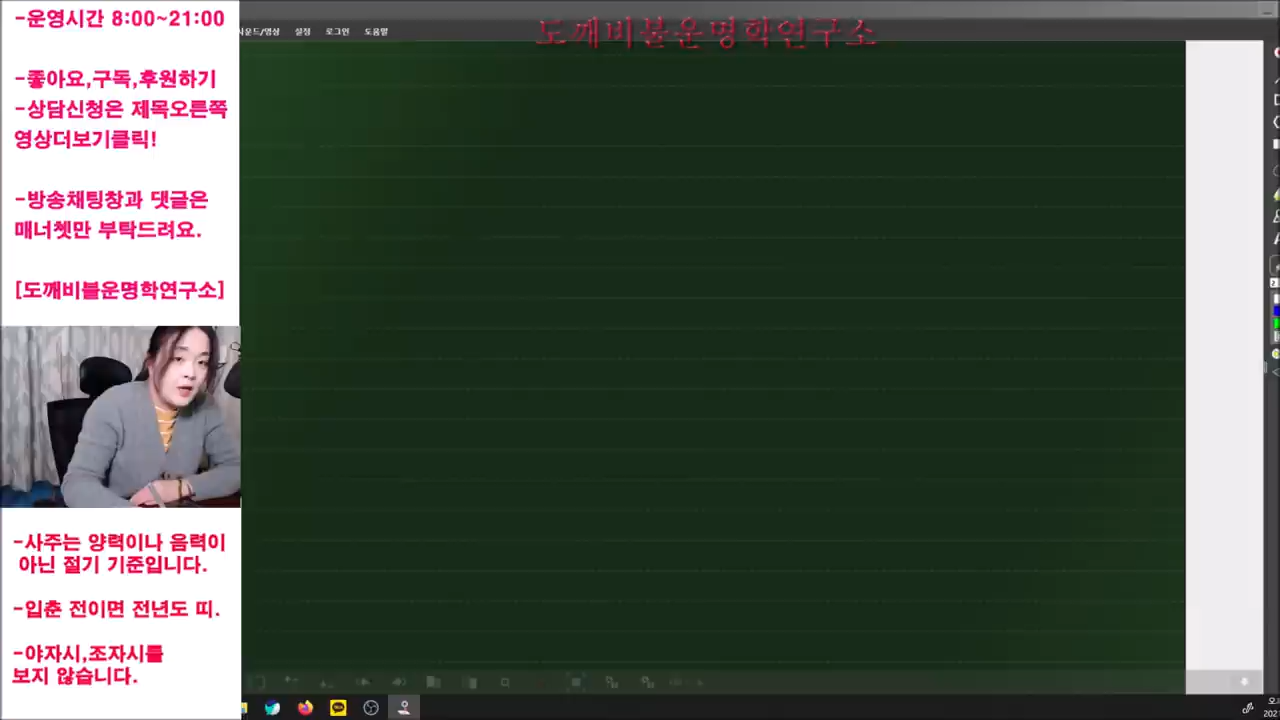 -운영시간 8:00~21:00
사운드/영상 설정 로그인 도움말
도깨비불운명학연구소
-좋아요,구독,후원하기
-상담신청은 제목오른쪽
영상더보기클릭!
-방송채팅창과 댓글은
매너쳇만 부탁드려요.
[도깨비불운명학연구소]
-사주는 양력이나 음력이
아닌 절기 기준입니다.
-입춘 전이면 전년도 띠.
-야자시,조자시를
보지 않습니다.